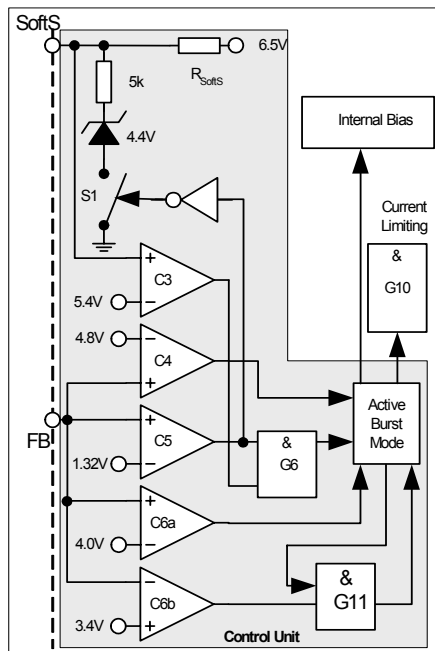 SoftS
6.5V
R SoftS
5k
4.4V
S1
Internal Bias
Current
Limiting
&
G10
+
C3
−
5.4V
4.8V
−
C4
+
FB
+
C5
−
1.32V
&
G6
Active
Burst
Mode
+
C6a
−
4.0V
−
C6b
+
3.4V
&
G11
Control Unit